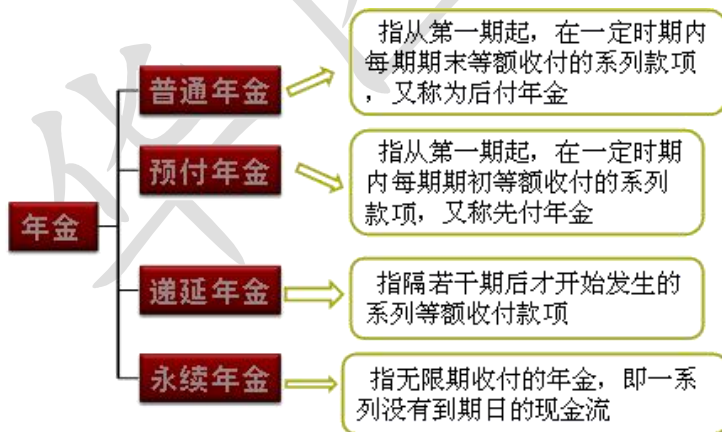 指从第一期起，在一定时期内
每期期末等额收付的系列款项
，又称为后付年金
普通年金
指从第一期起，在一定时期
内每期期初等额收付的系列
款项，又称先付年金
预付年金
年金
指隔若干期后才开始发生的
系列等额收付款项
递延年金
指无限期收付的年金，即一系
列没有到期日的现金流
永续年金